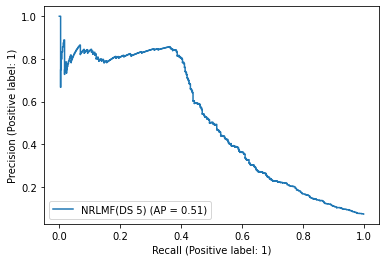 1.0
0.8
0.6
0.4
0.2
Precision (Positive label: 1)
NRLMF(DS 5) (AP = 0.51)
0.0 0.2 0.4 0.6 0.8 1.0
Recall (Positive label: 1)